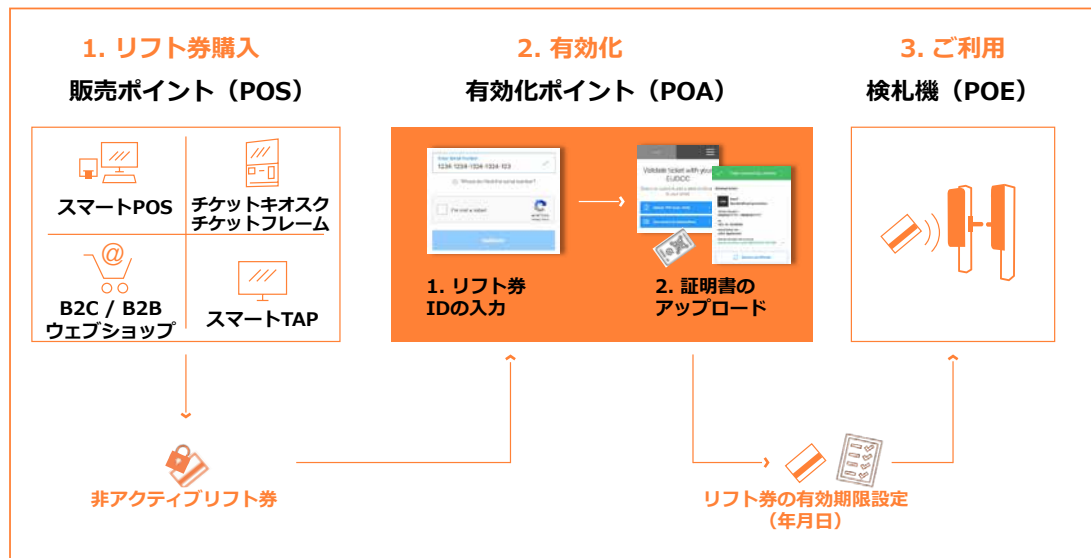 1. リフト券購入
販売ポイント（POS）
スマートPOS
チケットキオスク
チケットフレーム
@
B2C / B2B
ウェブショップ
スマートTAP
非アクティブリフト券
2. 有効化
有効化ポイント（POA）
1234-1234-1324-1324-123
Validate ticket with your
EUDCC
1. リフト券
IDの入力
2. 証明書の
アップロード
リフト券の有効期限設定
（年月日）
3. ご利用
検札機（POE）